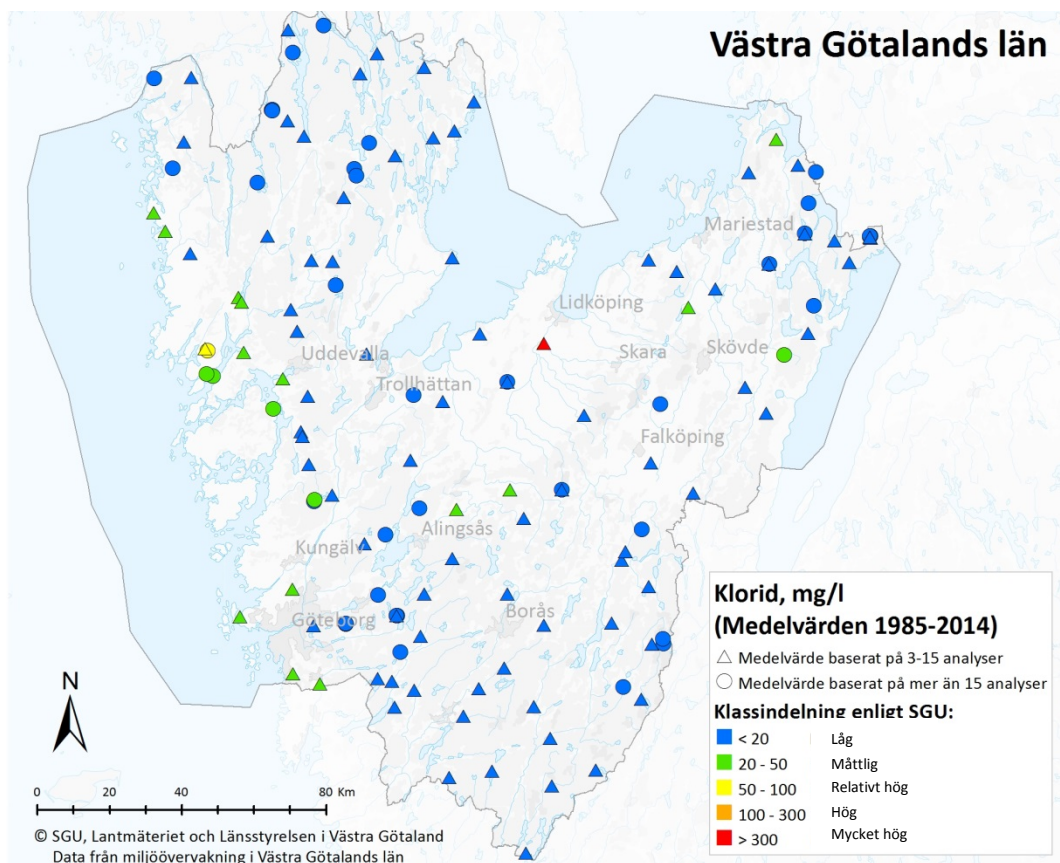 Västra Götalands län
Mariestad
Lidköping
Uddevalla
Skara
Skövde
Trollhättan
Falköping
Alingsås
Kungälv
Borås
Göteborg
N
0 20 40 80 Km
© SGU, Lantmäteriet och Länsstyrelsen i Västra Götaland
Data från miljöövervakning i Västra Götalands län
Klorid, mg/l
(Medelvärden 1985-2014)
Medelvärde baserat på 3-15 analyser
Medelvärde baserat på mer än 15 analyser
Klassindelning enligt SGU:
< 20 Låg
20 - 50 Måttlig
50 - 100 Relativt hög
100 - 300 Hög
> 300 Mycket hög